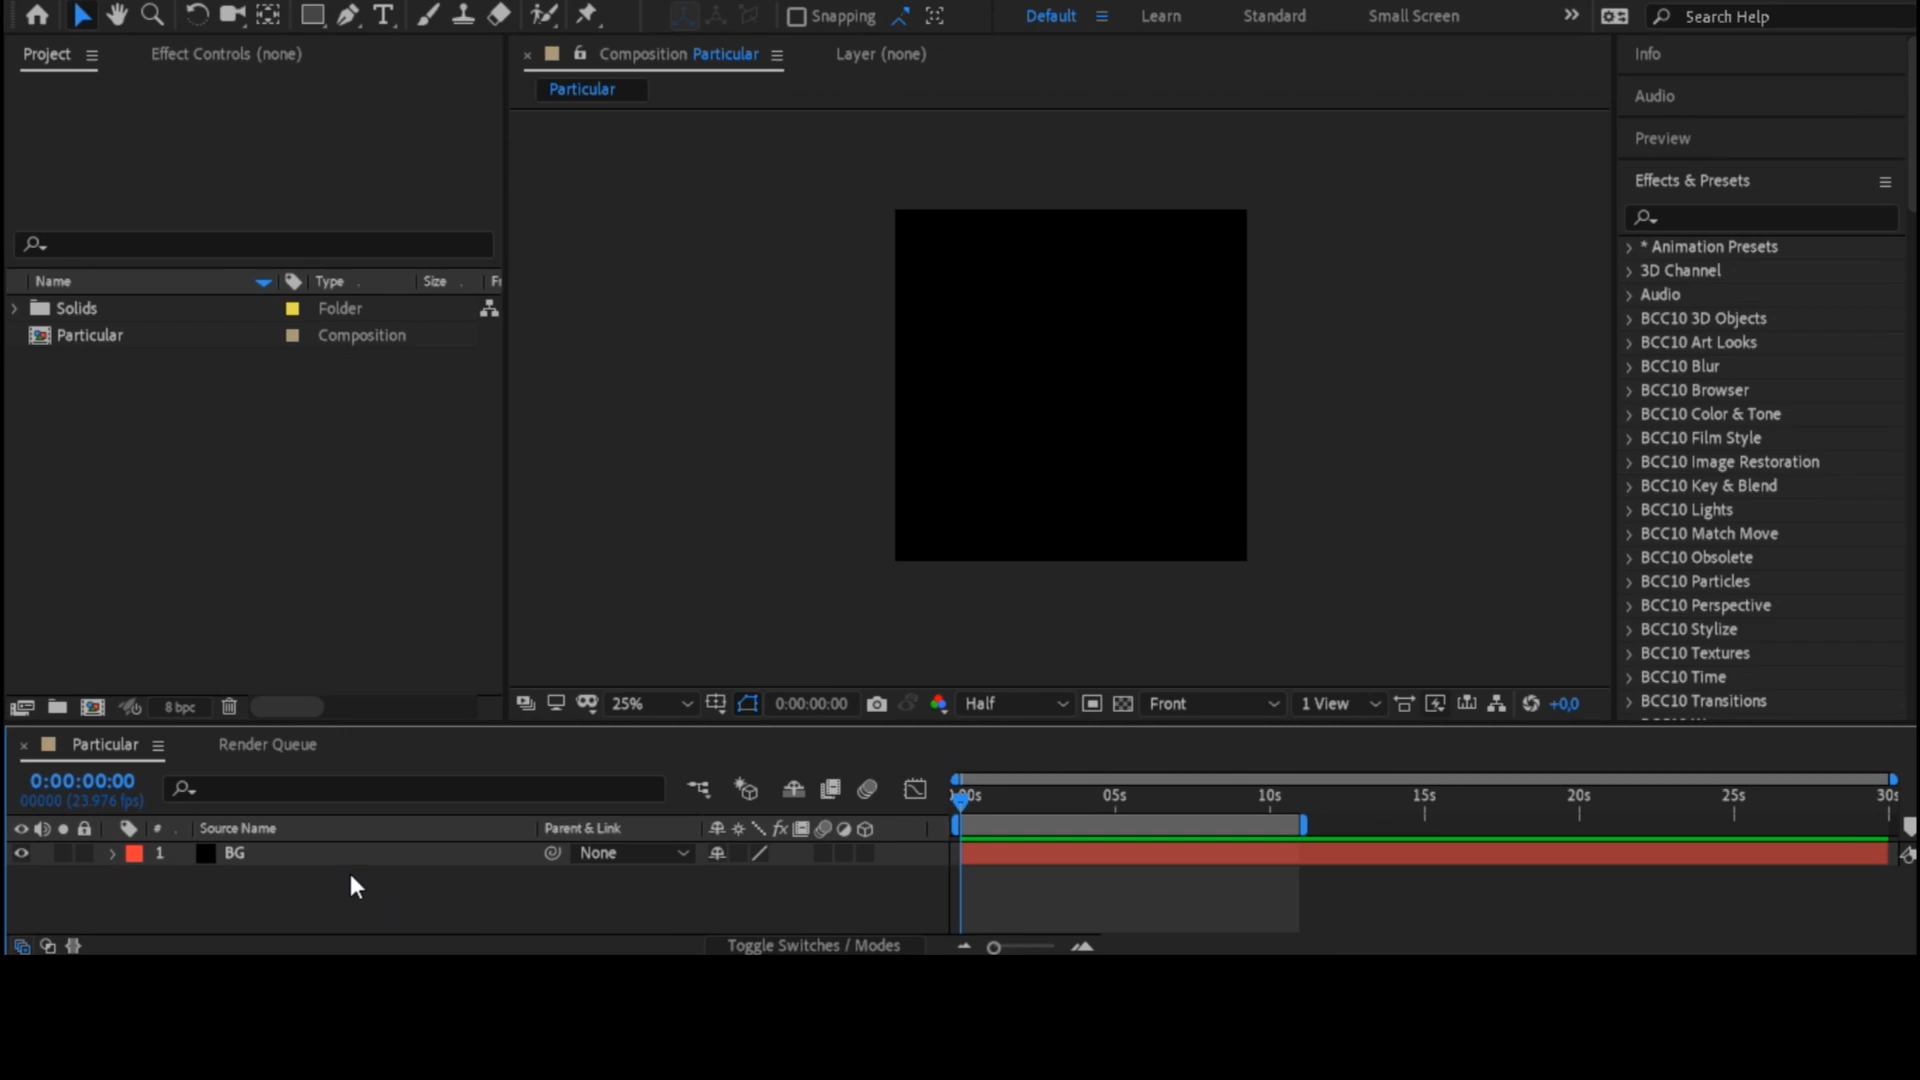 Snapping
Default
Learn
Standard
Small Screen
Search Help
Project
Effect Controls (none)
Composition Particular
Layer (none)
Particular
Info
Audio
Preview
Effects & Presets
* Animation Presets
3D Channel
Audio
BCC10 3D Objects
BCC10 Art Looks
BCC10 Blur
BCC10 Browser
BCC10 Color & Tone
BCC10 Film Style
BCC10 Image Restoration
BCC10 Key & Blend
BCC10 Lights
BCC10 Match Move
BCC10 Obsolete
BCC10 Particles
BCC10 Perspective
BCC10 Stylize
BCC10 Textures
BCC10 Time
BCC10 Transitions
Name Type Size
Solids Folder
Particular Composition
8 bpc
25% 0:00:00:00 Half Front 1 View +0,0
Particular
Render Queue
0:00:00:00
00000 (23.976 fps)
05s 10s 15s 20s 25s
# Source Name Parent & Link
1 BG None
Toggle Switches / Modes